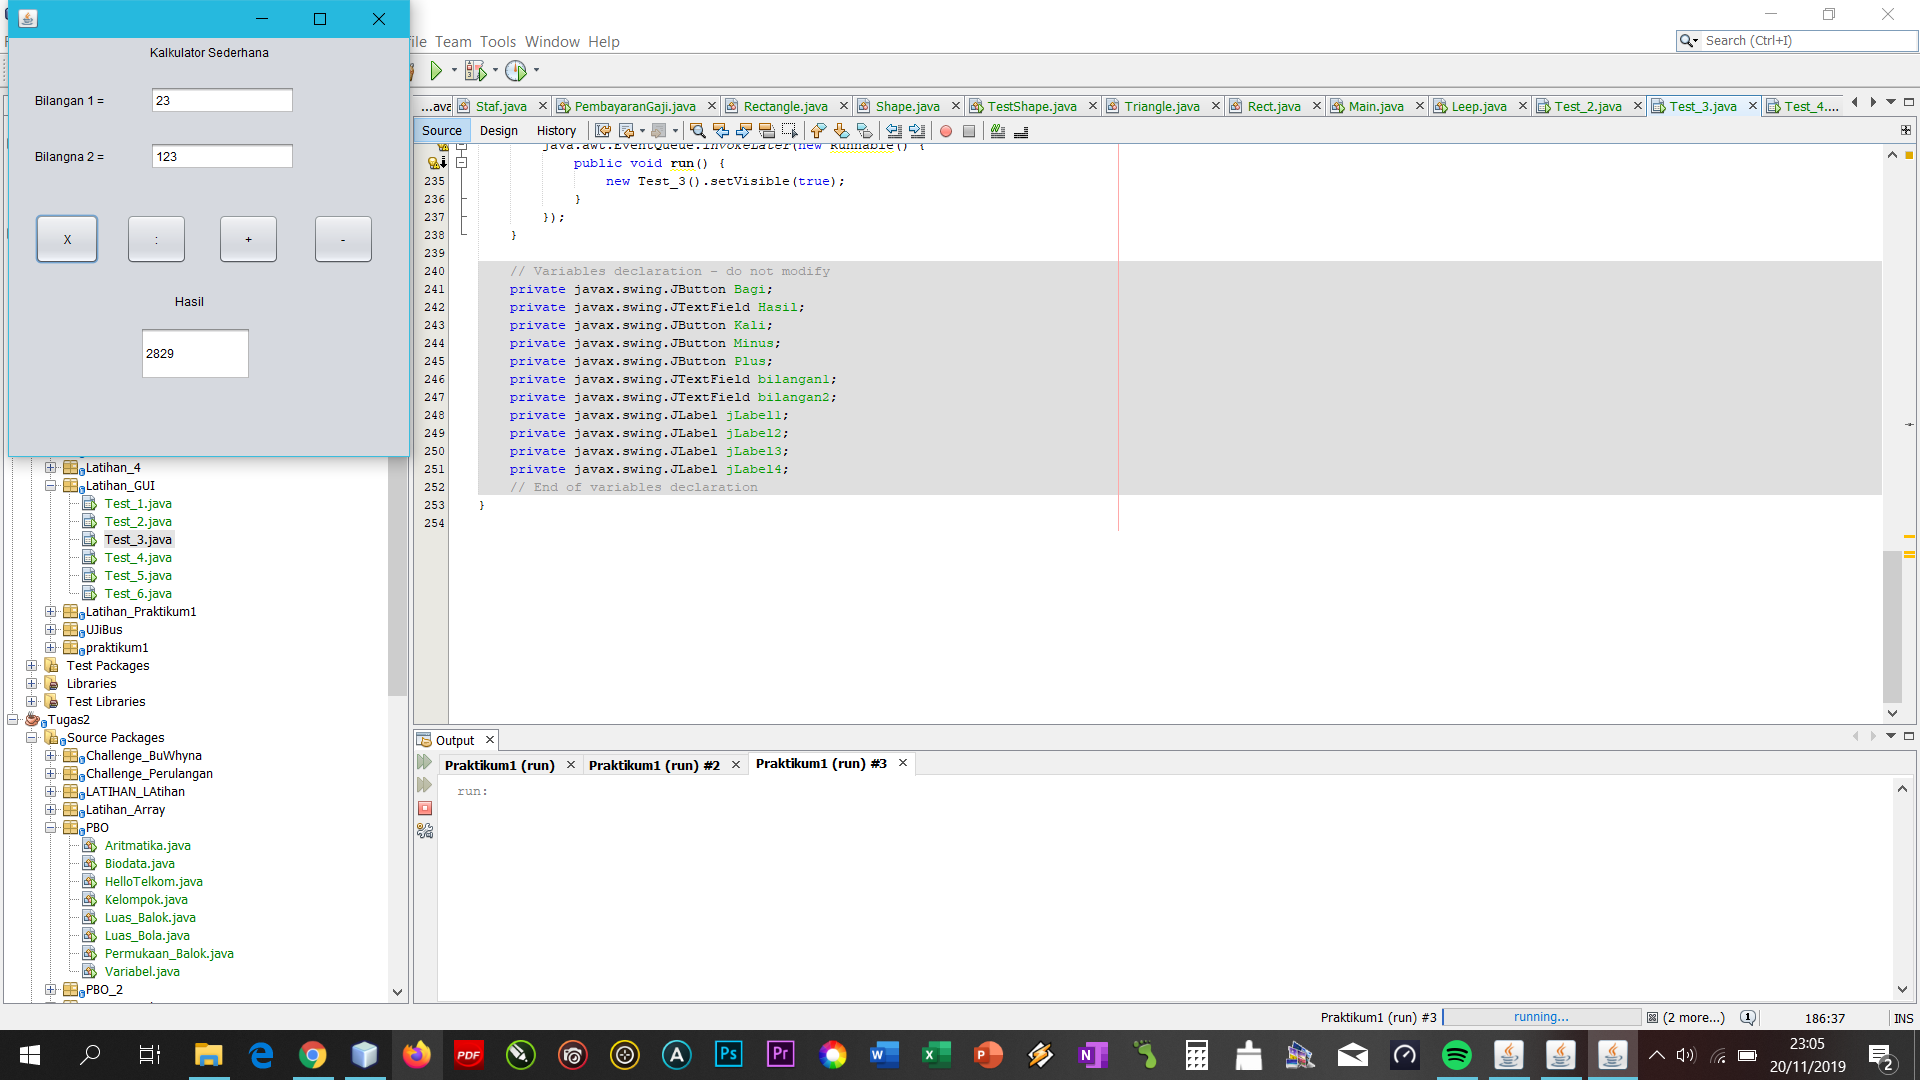 Kalkulator Sederhana
Bilangan 1 =
23
Bilangna 2 =
123
X
:
+
-
Hasil
2829
Team Tools Window Help
Search (Ctrl+I)
...ava
Staf.java
PembayaranGaji.java
Rectangle.java
Shape.java
TestShape.java
Triangle.java
Rect.java
Main.java
Leep.java
Test_2.java
Test_3.java
Test_4....
Source Design History
java.awt.EventQueue.invokeLater(new Runnable() {
public void run() {
235 new Test_3().setVisible(true);
236 }
237 });
238 }
239
240 // Variables declaration - do not modify
241 private javax.swing.JButton Bagi;
242 private javax.swing.JTextField Hasil;
243 private javax.swing.JButton Kali;
244 private javax.swing.JButton Minus;
245 private javax.swing.JButton Plus;
246 private javax.swing.JTextField bilangan1;
247 private javax.swing.JTextField bilangan2;
248 private javax.swing.JLabel jLabel1;
249 private javax.swing.JLabel jLabel2;
250 private javax.swing.JLabel jLabel3;
251 private javax.swing.JLabel jLabel4;
252 // End of variables declaration
253 }
254
Latihan_4
Latihan_GUI
Test_1.java
Test_2.java
Test_3.java
Test_4.java
Test_5.java
Test_6.java
Latihan_Praktikum1
UJiBus
praktikum1
Test Packages
Libraries
Test Libraries
Tugas2
Source Packages
Challenge_BuWhyna
Challenge_Perulangan
LATIHAN_LAtihan
Latihan_Array
PBO
Aritmatika.java
Biodata.java
HelloTelkom.java
Kelompok.java
Luas_Balok.java
Luas_Bola.java
Permukaan_Balok.java
Variabel.java
PBO_2
Output
Praktikum1 (run)
Praktikum1 (run) #2
Praktikum1 (run) #3
run:
Praktikum1 (run) #3
running...
(2 more...)
186:37
INS
PDF
Ps
Pr
23:05
20/11/2019
2